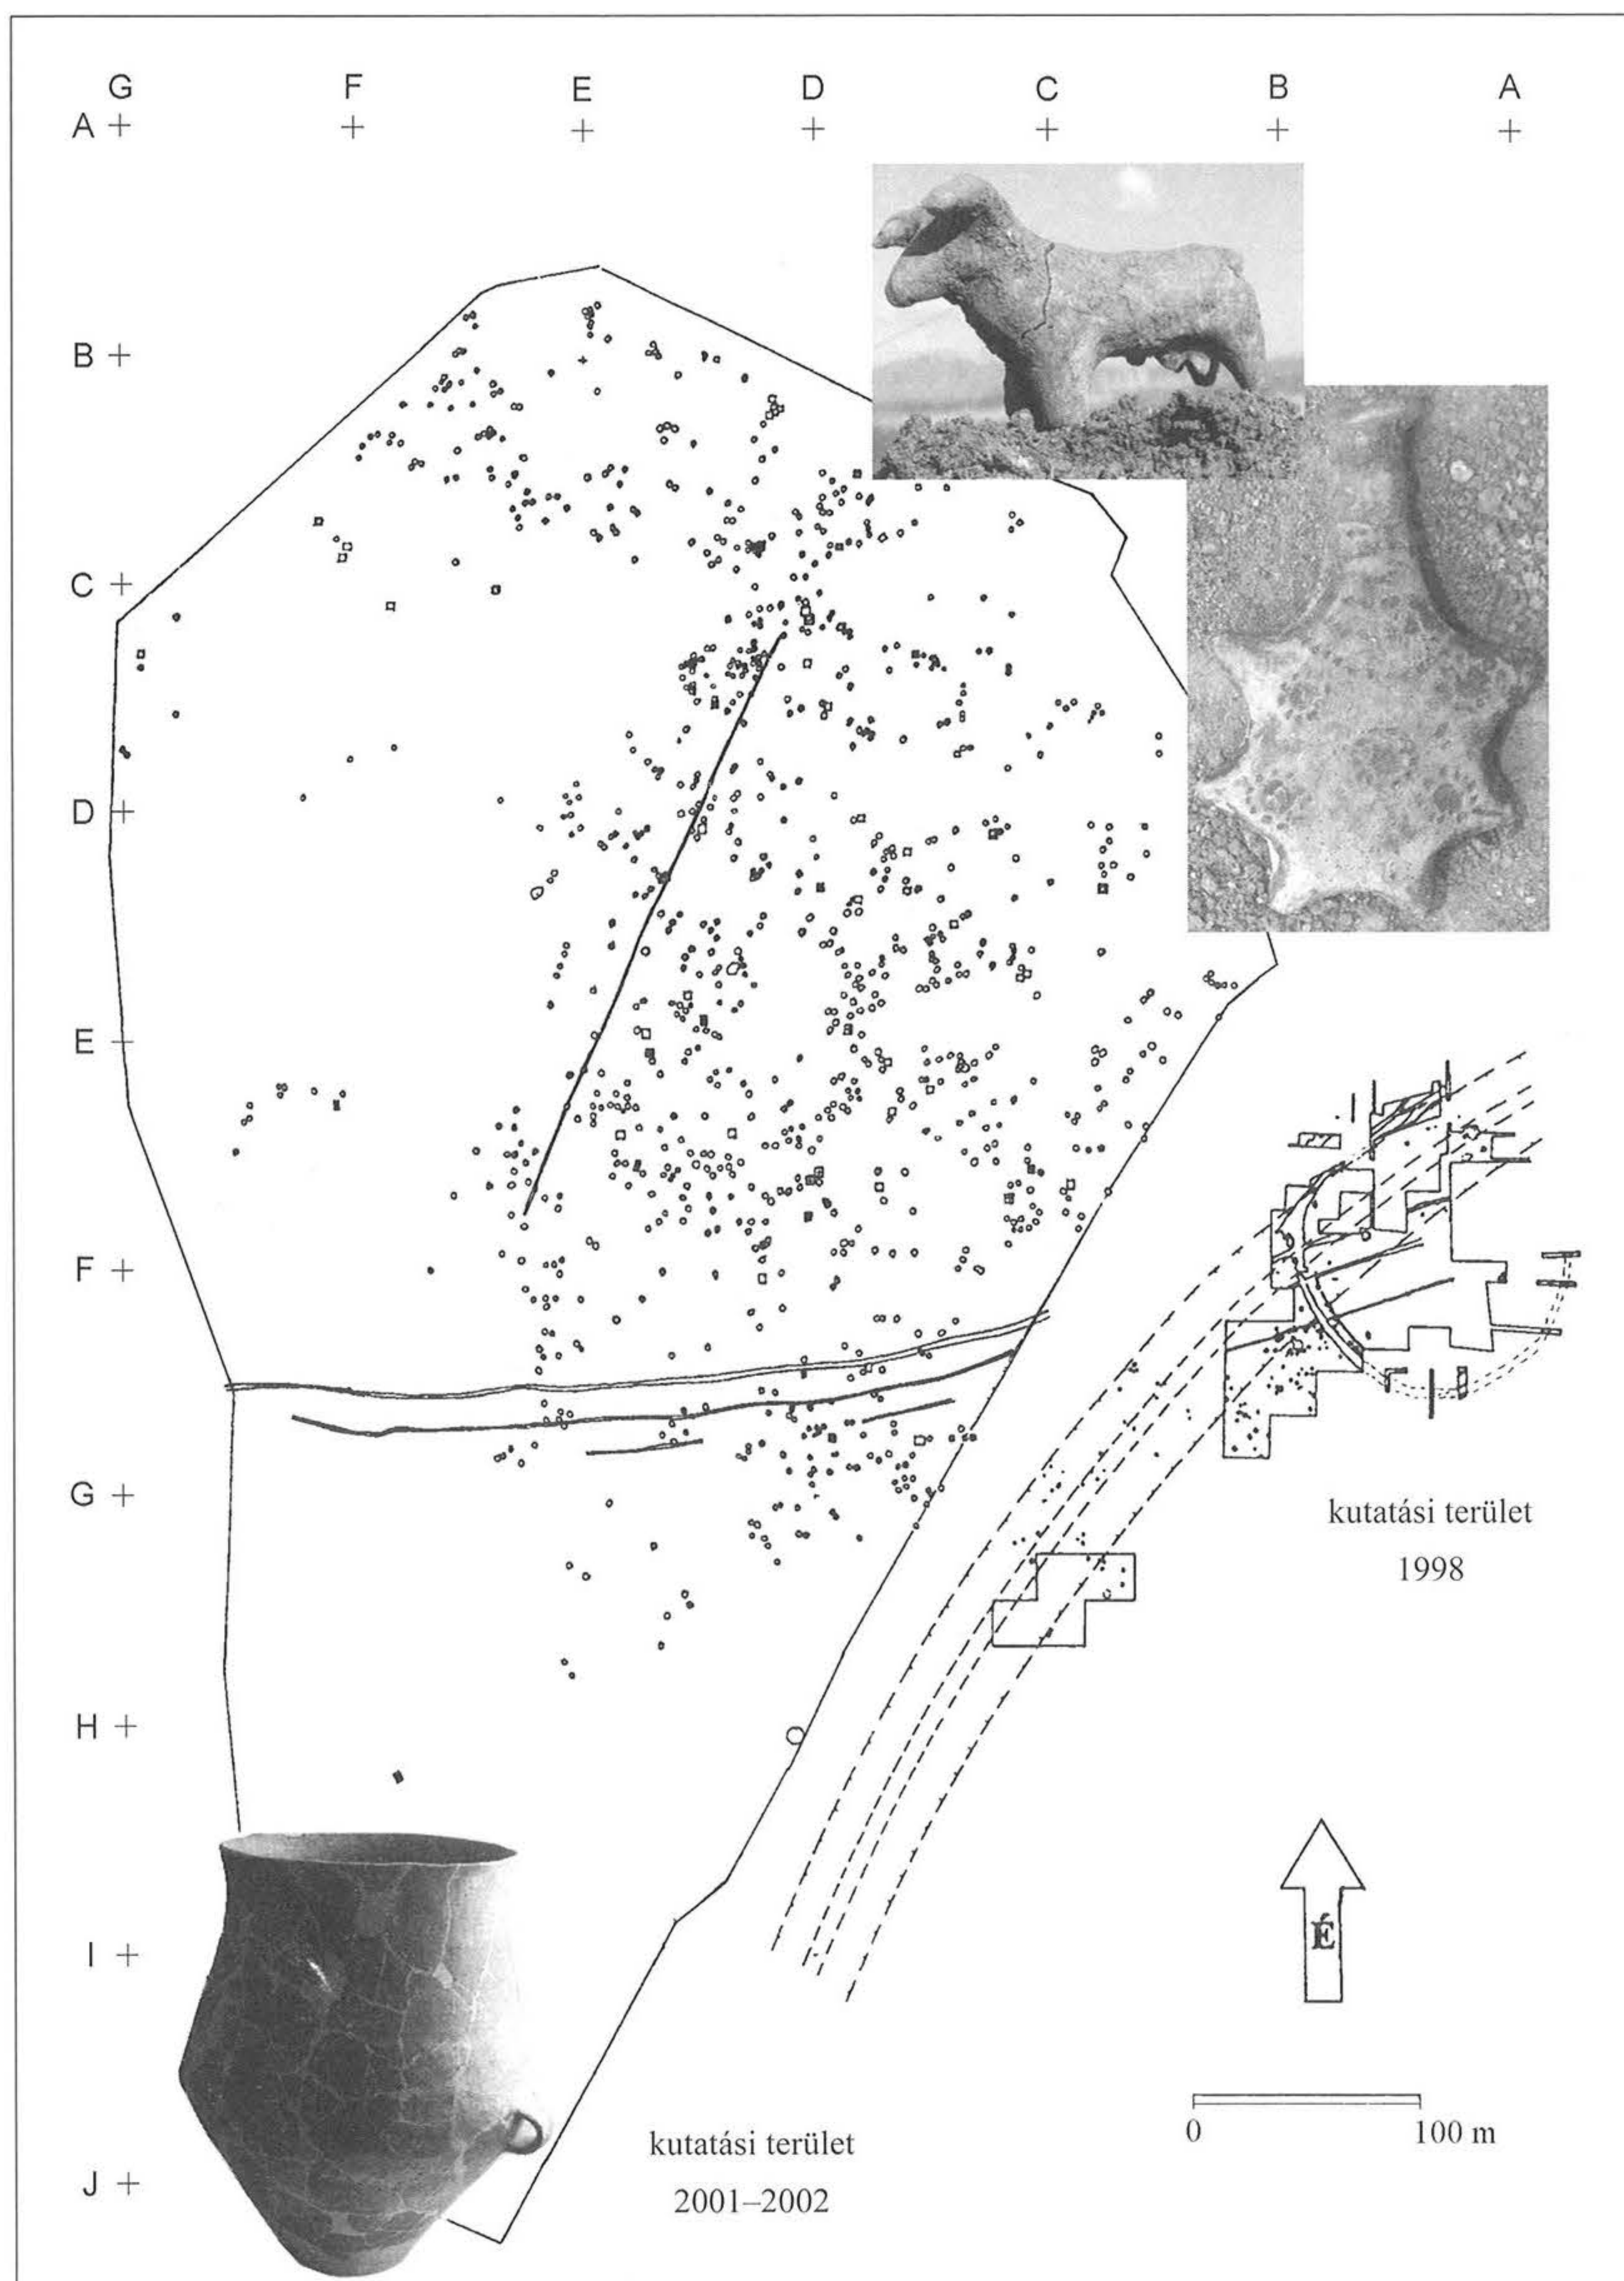 G F E D C B A
A
B
C
D
E
F
G
H
I
J
kutatási terület
1998
É
0 100 m
kutatási terület
2001–2002